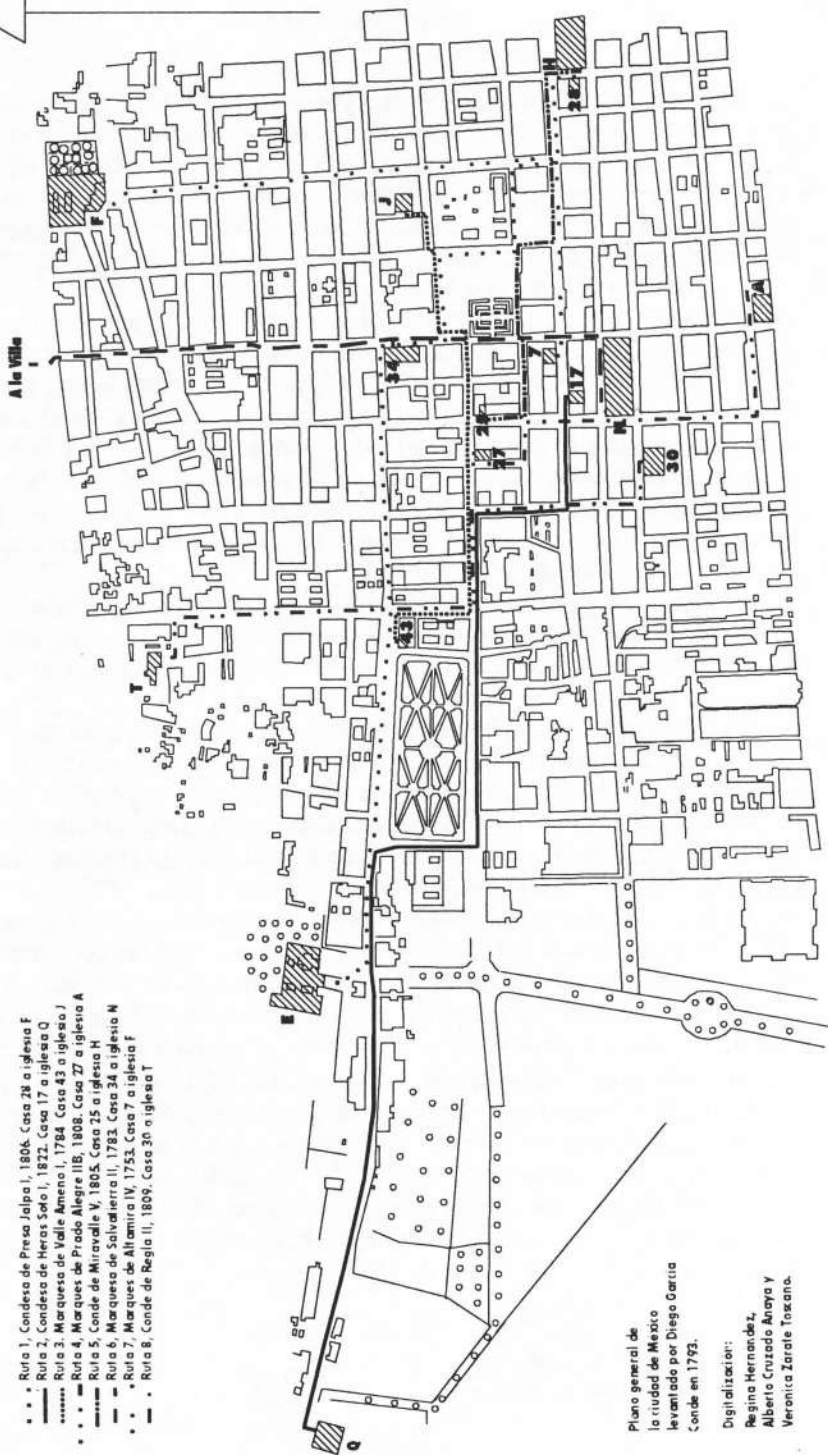 Ruta 1, Condesa de Presa Jalpa I, 1806. Casa 28 a iglesia F
Ruta 2, Condesa de Heras Soto I, 1822. Casa 17 a iglesia Q
Ruta 3, Marquesa de Valle Ameno I, 1784. Casa 43 a iglesia J
Ruta 4, Marques de Prado Alegre IIB, 1808. Casa 27 a iglesia A
Ruta 5, Conde de Miravalle V, 1805. Casa 25 a iglesia H
Ruta 6, Marquesa de Salvatierra II, 1783. Casa 34 a iglesia N
Ruta 7, Marques de Altamira IV, 1753. Casa 7 a iglesia F
Ruta 8, Conde de Regla II, 1809. Casa 30 a iglesia T
A la Villa
I
F
H
28
J
34
7
A
17
25
27
N
30
43
T
E
Q
Plano general de
la ciudad de Mexico
levantado por Diego Garcia
Conde en 1793.
Digitalizacion:
Regina Hernandez,
Alberto Cruzado Anaya y
Veronica Zarate Toscano.